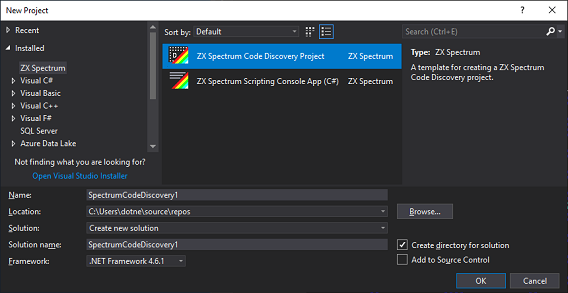 New Project
? ×
Recent
Sort by: Default
Search (Ctrl+E)
Installed
ZX Spectrum
Visual C#
Visual Basic
Visual C++
Visual F#
SQL Server
Azure Data Lake
ZX Spectrum Code Discovery Project ZX Spectrum
ZX Spectrum Scripting Console App (C#) ZX Spectrum
Type: ZX Spectrum
A template for creating a ZX Spectrum
Code Discovery project.
Not finding what you are looking for?
Open Visual Studio Installer
Name: SpectrumCodeDiscovery1
Location: C:\Users\dotne\source\repos
Browse...
Solution: Create new solution
Solution name: SpectrumCodeDiscovery1
Create directory for solution
Framework: .NET Framework 4.6.1
Add to Source Control
OK
Cancel